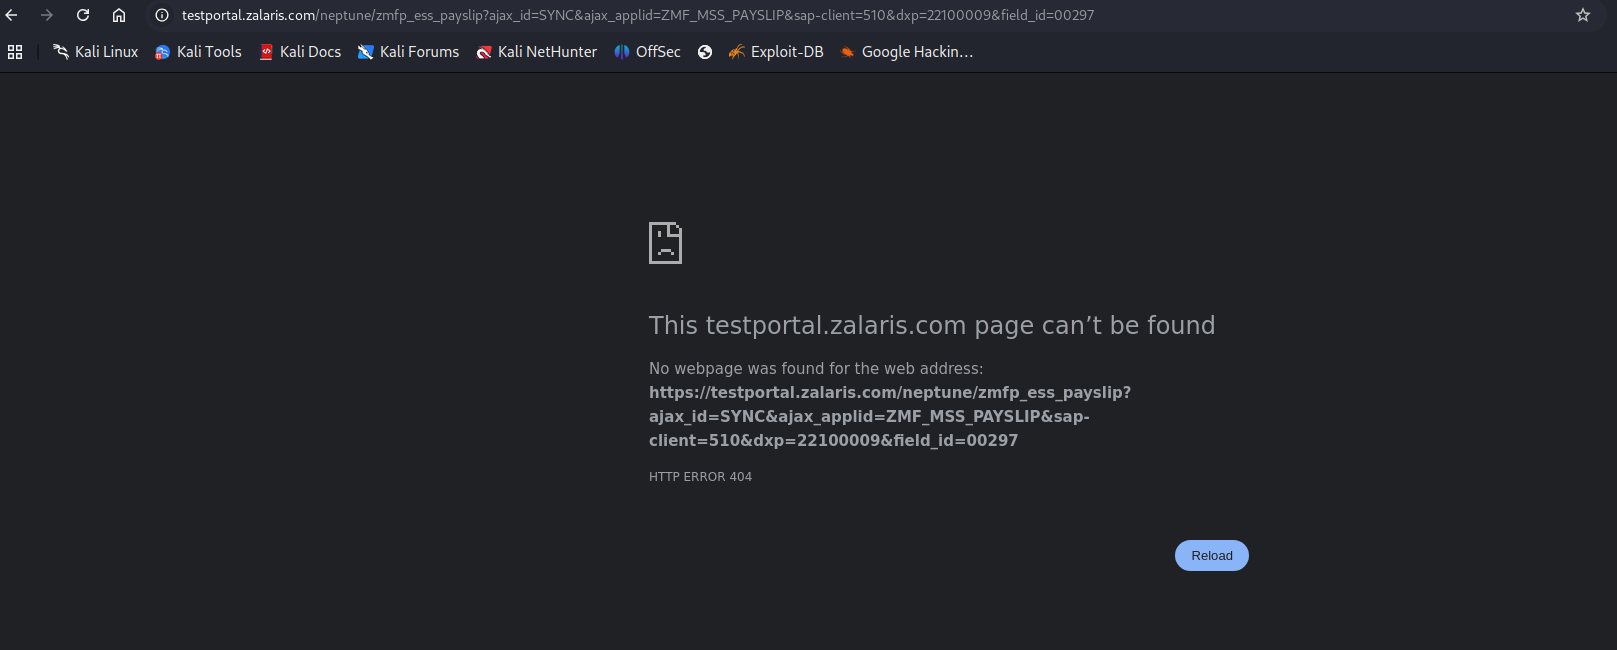 testportal.zalaris.com/neptune/zmfp_ess_payslip?ajax_id=SYNC&ajax_applid=ZMF_MSS_PAYSLIP&sap-client=510&dxp=22100009&field_id=00297
Kali Linux Kali Tools Kali Docs Kali Forums Kali NetHunter OffSec Exploit-DB Google Hackin...
This testportal.zalaris.com page can’t be found
No webpage was found for the web address:
https://testportal.zalaris.com/neptune/zmfp_ess_payslip?
ajax_id=SYNC&ajax_applid=ZMF_MSS_PAYSLIP&sap-
client=510&dxp=22100009&field_id=00297
HTTP ERROR 404
Reload